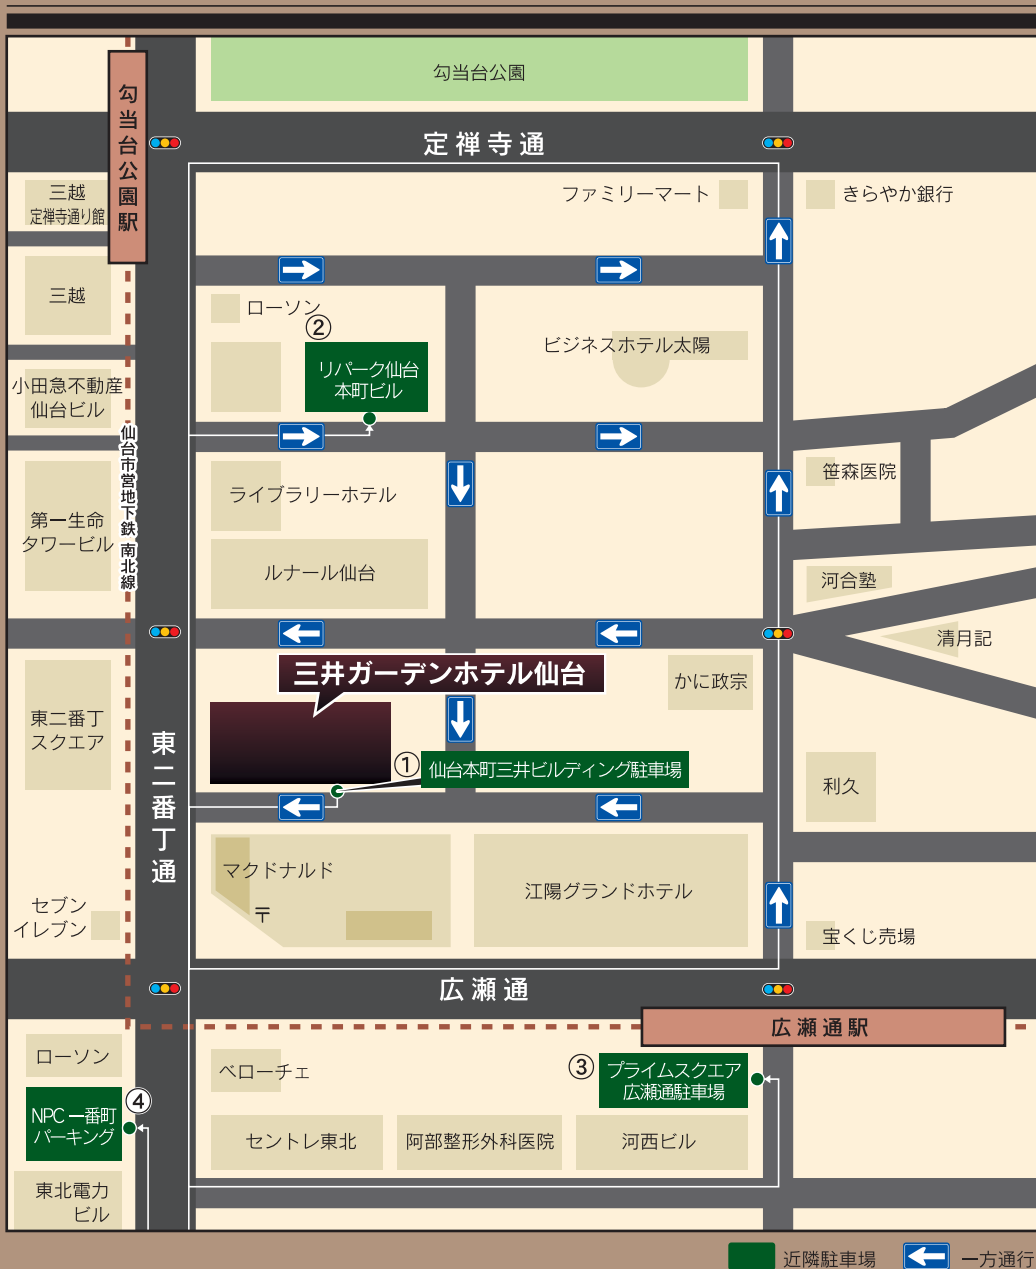 勾当台公園
勾当台公園駅
定禅寺通
三越
定禅寺通り館
ファミリーマート
きらやか銀行
三越
ローソン
②
リパーク仙台
本町ビル
ビジネスホテル太陽
小田急不動産
仙台ビル
仙台市営地下鉄 南北線
笹森医院
ライブラリーホテル
第一生命
タワービル
ルナール仙台
河合塾
清月記
三井ガーデンホテル仙台
かに政宗
東二番丁
スクエア
東二番丁通
①
仙台本町三井ビルディング駐車場
利久
マクドナルド
〒
江陽グランドホテル
セブン
イレブン
宝くじ売場
広瀬通
広瀬通駅
ローソン
ベローチェ
③
プライムスクエア
広瀬通駐車場
NPC 一番町
パーキング
④
セントレ東北
阿部整形外科医院
河西ビル
東北電力
ビル
近隣駐車場
一方通行